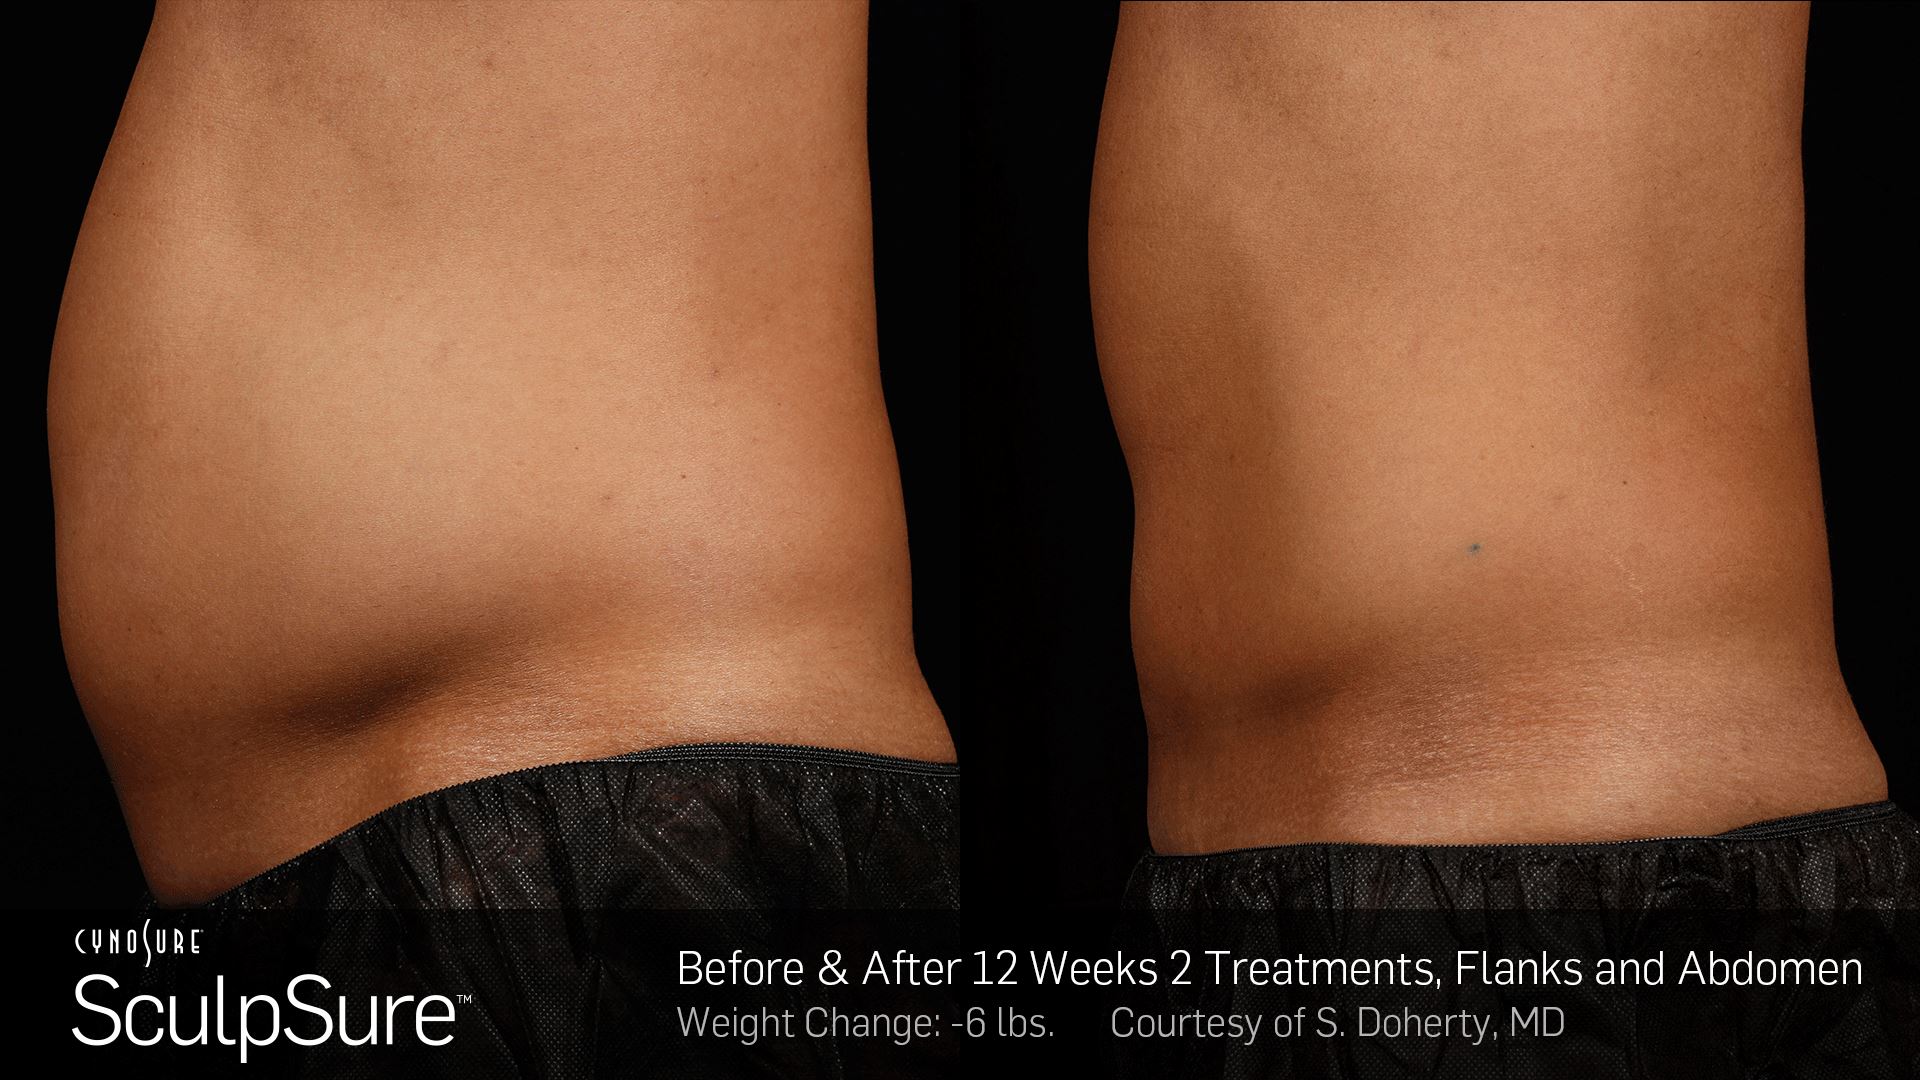 CYNOSURE
SculpSure™
Before & After 12 Weeks 2 Treatments, Flanks and Abdomen
Weight Change: -6 lbs. Courtesy of S. Doherty, MD